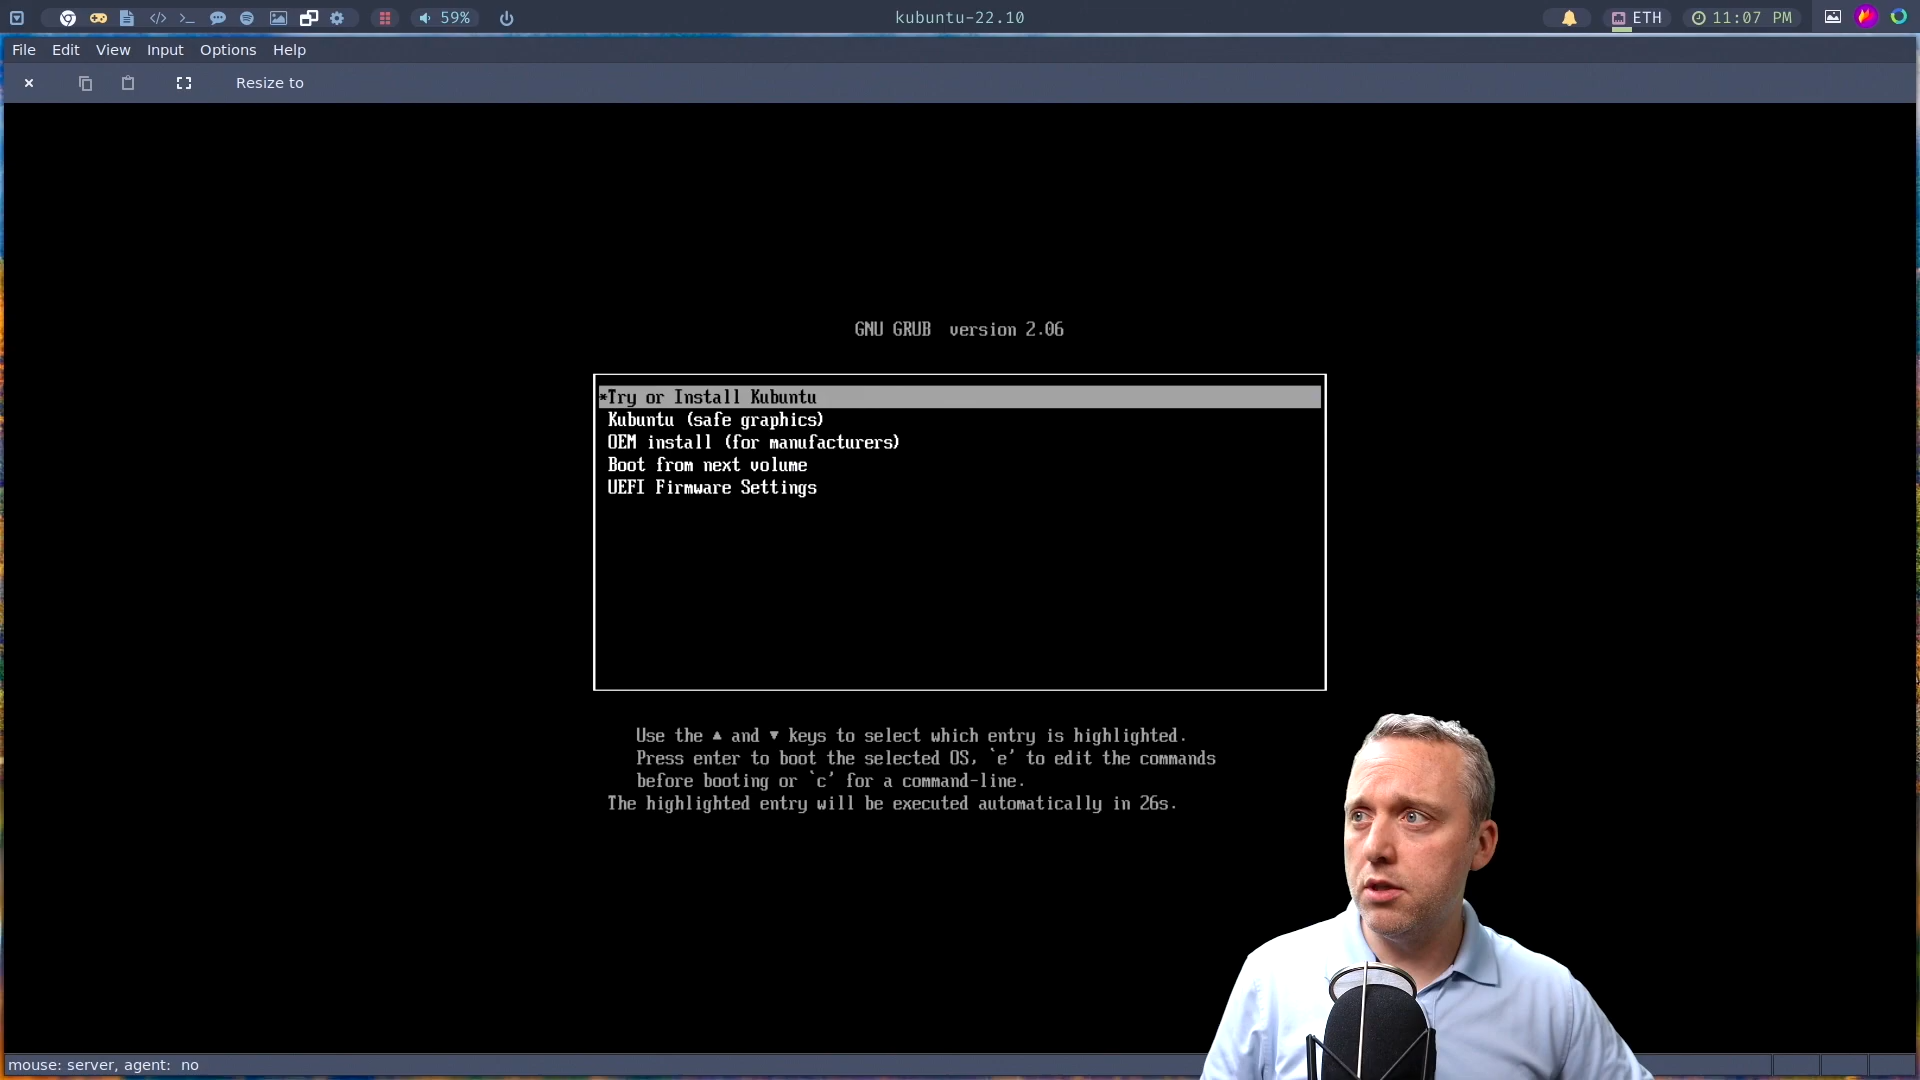 59%
kubuntu-22.10
ETH
11:07 PM
File Edit View Input Options Help
Resize to
GNU GRUB version 2.06
*Try or Install Kubuntu
Kubuntu (safe graphics)
OEM install (for manufacturers)
Boot from next volume
UEFI Firmware Settings
Use the ▲ and ▼ keys to select which entry is highlighted.
Press enter to boot the selected OS, `e' to edit the commands
before booting or `c' for a command-line.
The highlighted entry will be executed automatically in 26s.
mouse: server, agent: no